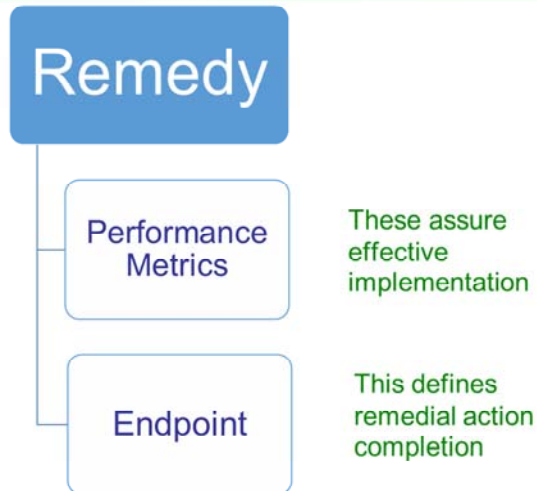 Remedy
Performance
Metrics
These assure
effective
implementation
Endpoint
This defines
remedial action
completion